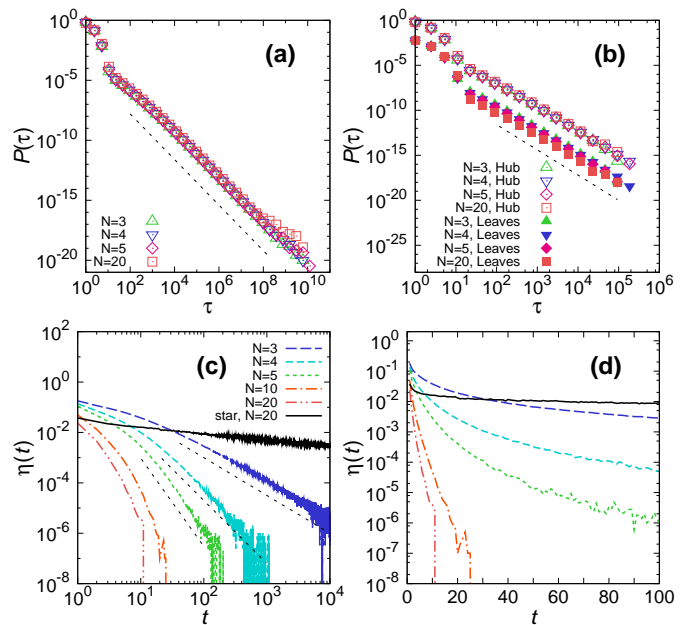 (a)
P(τ)
10^0
10^-5
10^-10
10^-15
10^-20
N=3
N=4
N=5
N=20
10^0 10^2 10^4 10^6 10^8 10^10
τ
(b)
P(τ)
10^0
10^-5
10^-10
10^-15
10^-20
10^-25
N=3, Hub
N=4, Hub
N=5, Hub
N=20, Hub
N=3, Leaves
N=4, Leaves
N=5, Leaves
N=20, Leaves
10^0 10^1 10^2 10^3 10^4 10^5 10^6
τ
(c)
η(t)
10^2
10^0
10^-2
10^-4
10^-6
10^-8
N=3
N=4
N=5
N=10
N=20
star, N=20
10^0 10^1 10^2 10^3 10^4
t
(d)
η(t)
10^0
10^-1
10^-2
10^-3
10^-4
10^-5
10^-6
10^-7
10^-8
0 20 40 60 80 100
t